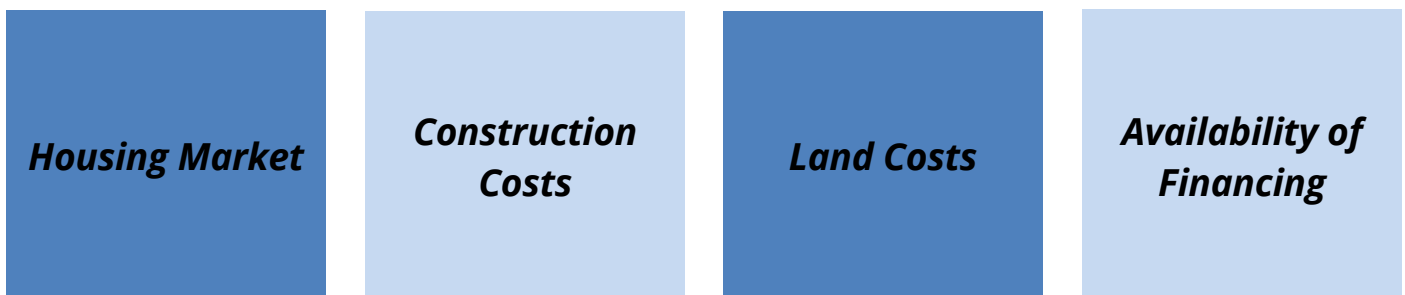 Housing Market
Construction
Costs
Land Costs
Availability of
Financing